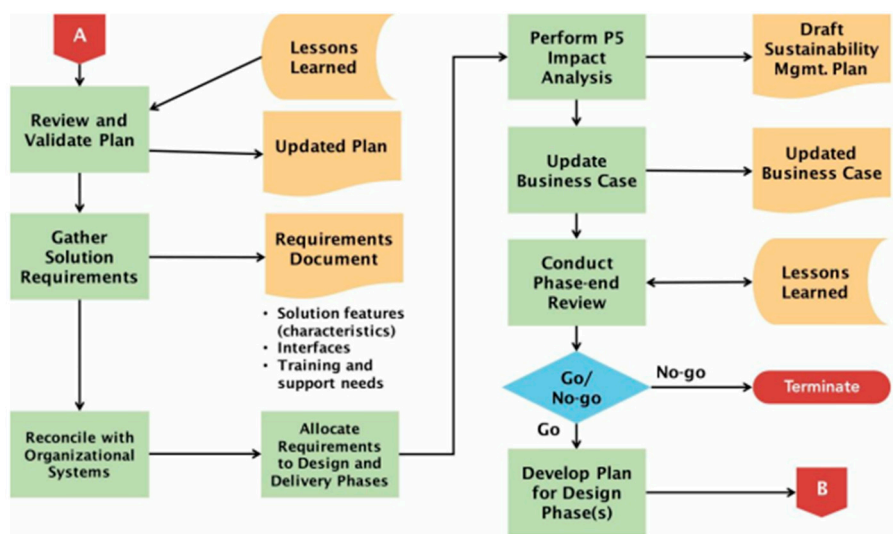 A
Lessons
Learned
Review and
Validate Plan
Updated Plan
Gather
Solution
Requirements
Requirements
Document
• Solution features
(characteristics)
• Interfaces
• Training and
support needs
Reconcile with
Organizational
Systems
Allocate
Requirements
to Design and
Delivery Phases
Perform P5
Impact
Analysis
Draft
Sustainability
Mgmt. Plan
Update
Business Case
Updated
Business Case
Conduct
Phase-end
Review
Lessons
Learned
Go/
No-go
No-go
Terminate
Go
Develop Plan
for Design
Phase(s)
B